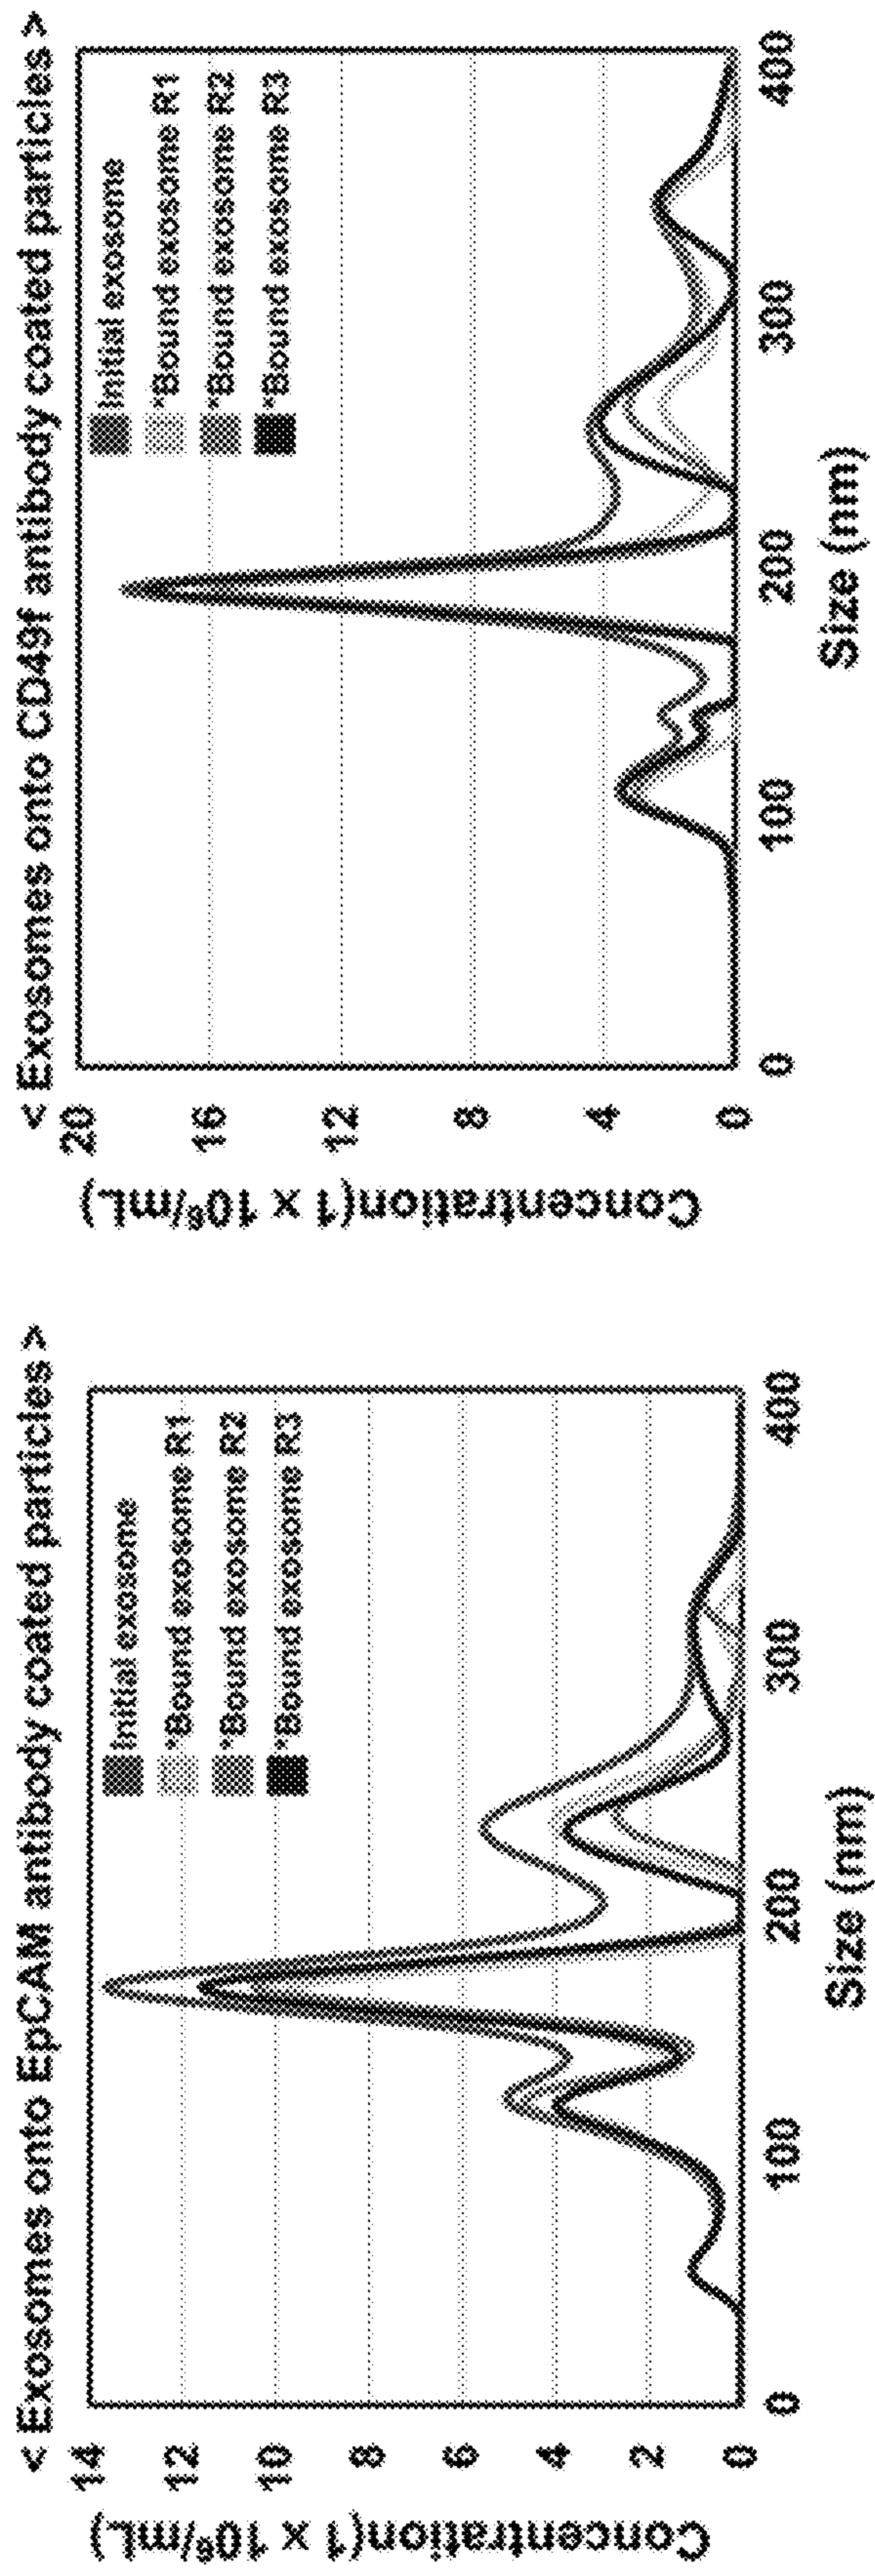 < Exosomes onto EpCAM antibody coated particles >
Concentration(1 x 10⁶/mL)
14
12
10
8
6
4
2
0
Initial exosome
*Bound exosome R1
*Bound exosome R2
*Bound exosome R3
0 100 200 300 400
Size (nm)
< Exosomes onto CD49f antibody coated particles >
Concentration(1 x 10⁶/mL)
20
16
12
8
4
0
Initial exosome
*Bound exosome R1
*Bound exosome R2
*Bound exosome R3
0 100 200 300 400
Size (nm)